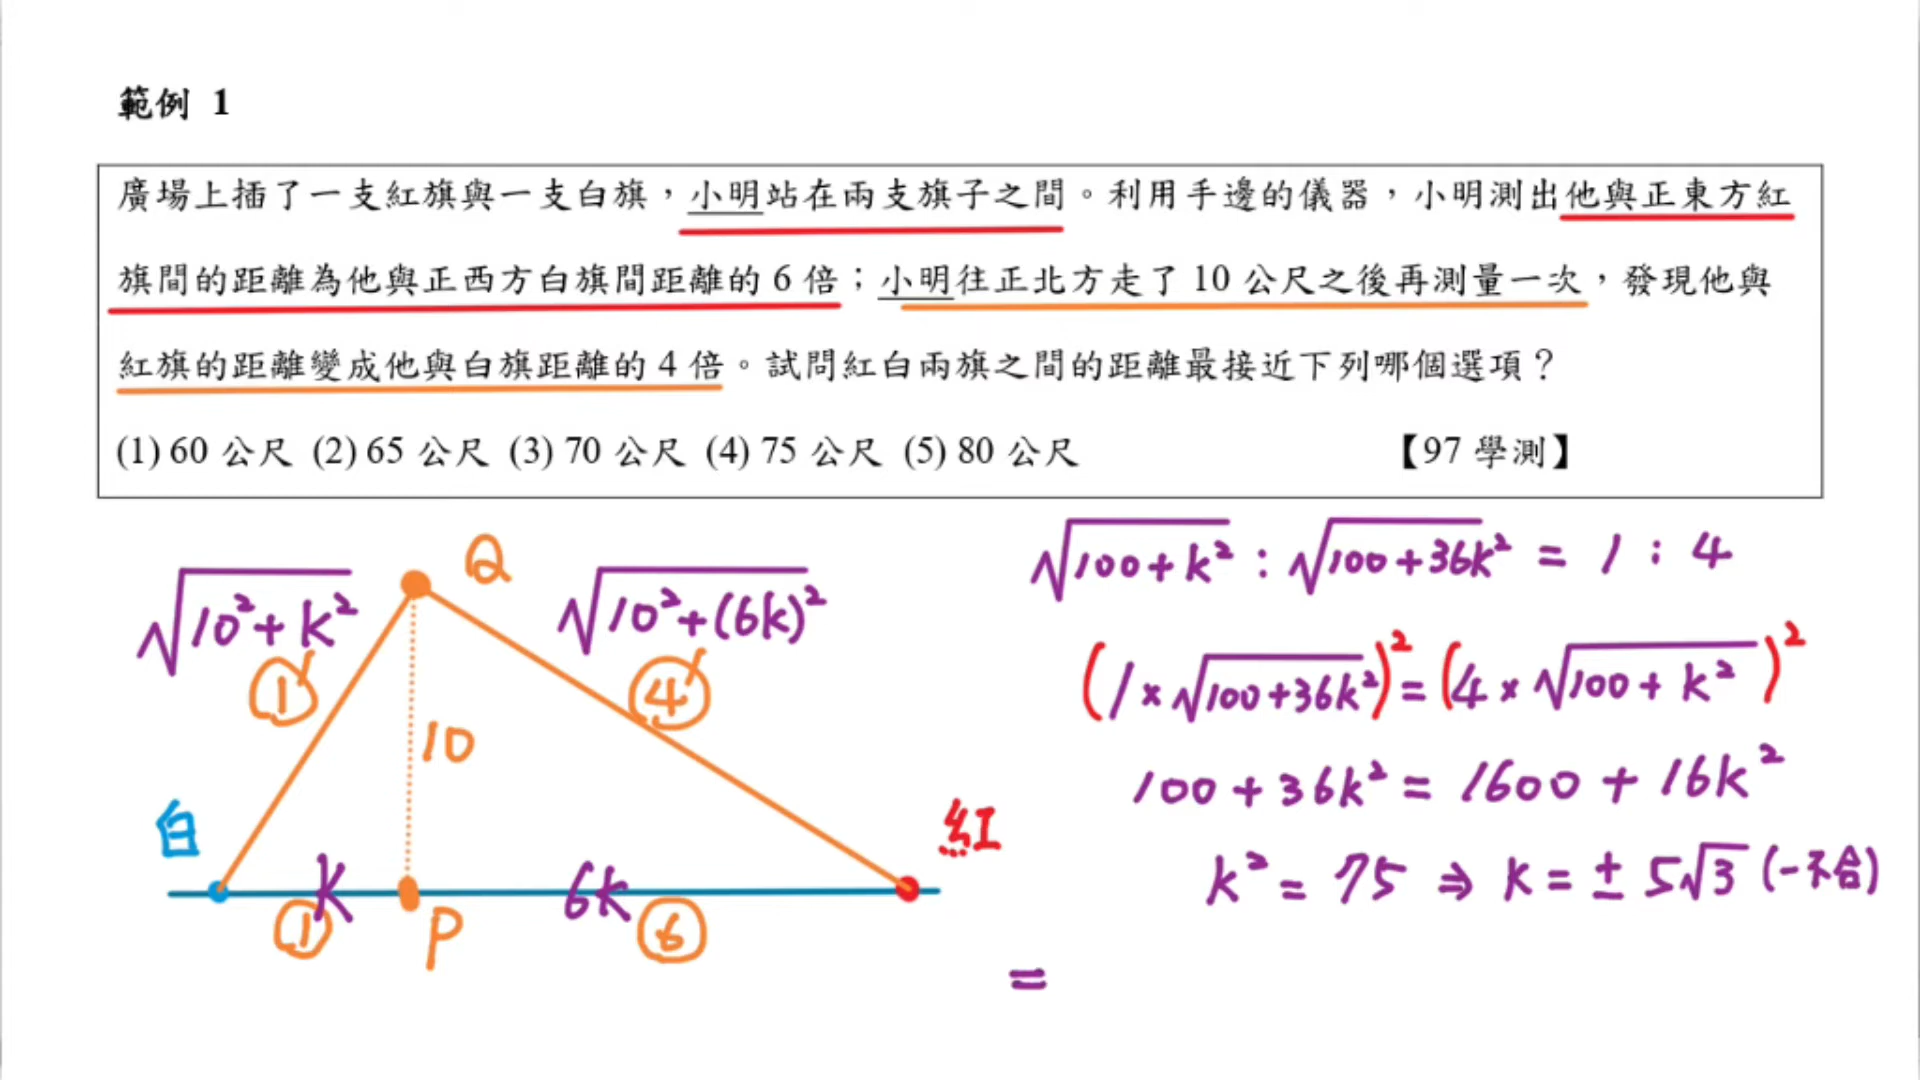 範例 1
廣場上插了一支紅旗與一支白旗，小明站在兩支旗子之間。利用手邊的儀器，小明測出他與正東方紅
旗間的距離為他與正西方白旗間距離的 6 倍；小明往正北方走了 10 公尺之後再測量一次，發現他與
紅旗的距離變成他與白旗距離的 4 倍。試問紅白兩旗之間的距離最接近下列哪個選項？
(1) 60 公尺 (2) 65 公尺 (3) 70 公尺 (4) 75 公尺 (5) 80 公尺 【97 學測】
Q
√(10²+k²)
√(10²+(6k)²)
①
④
10
白
紅
k
6k
①
P
⑥
√(100+k²) : √(100+36k²) = 1 : 4
(1×√(100+36k²))² = (4×√(100+k²))²
100+36k² = 1600+16k²
k² = 75 ⇒ k = ± 5√3 (-不合)
=